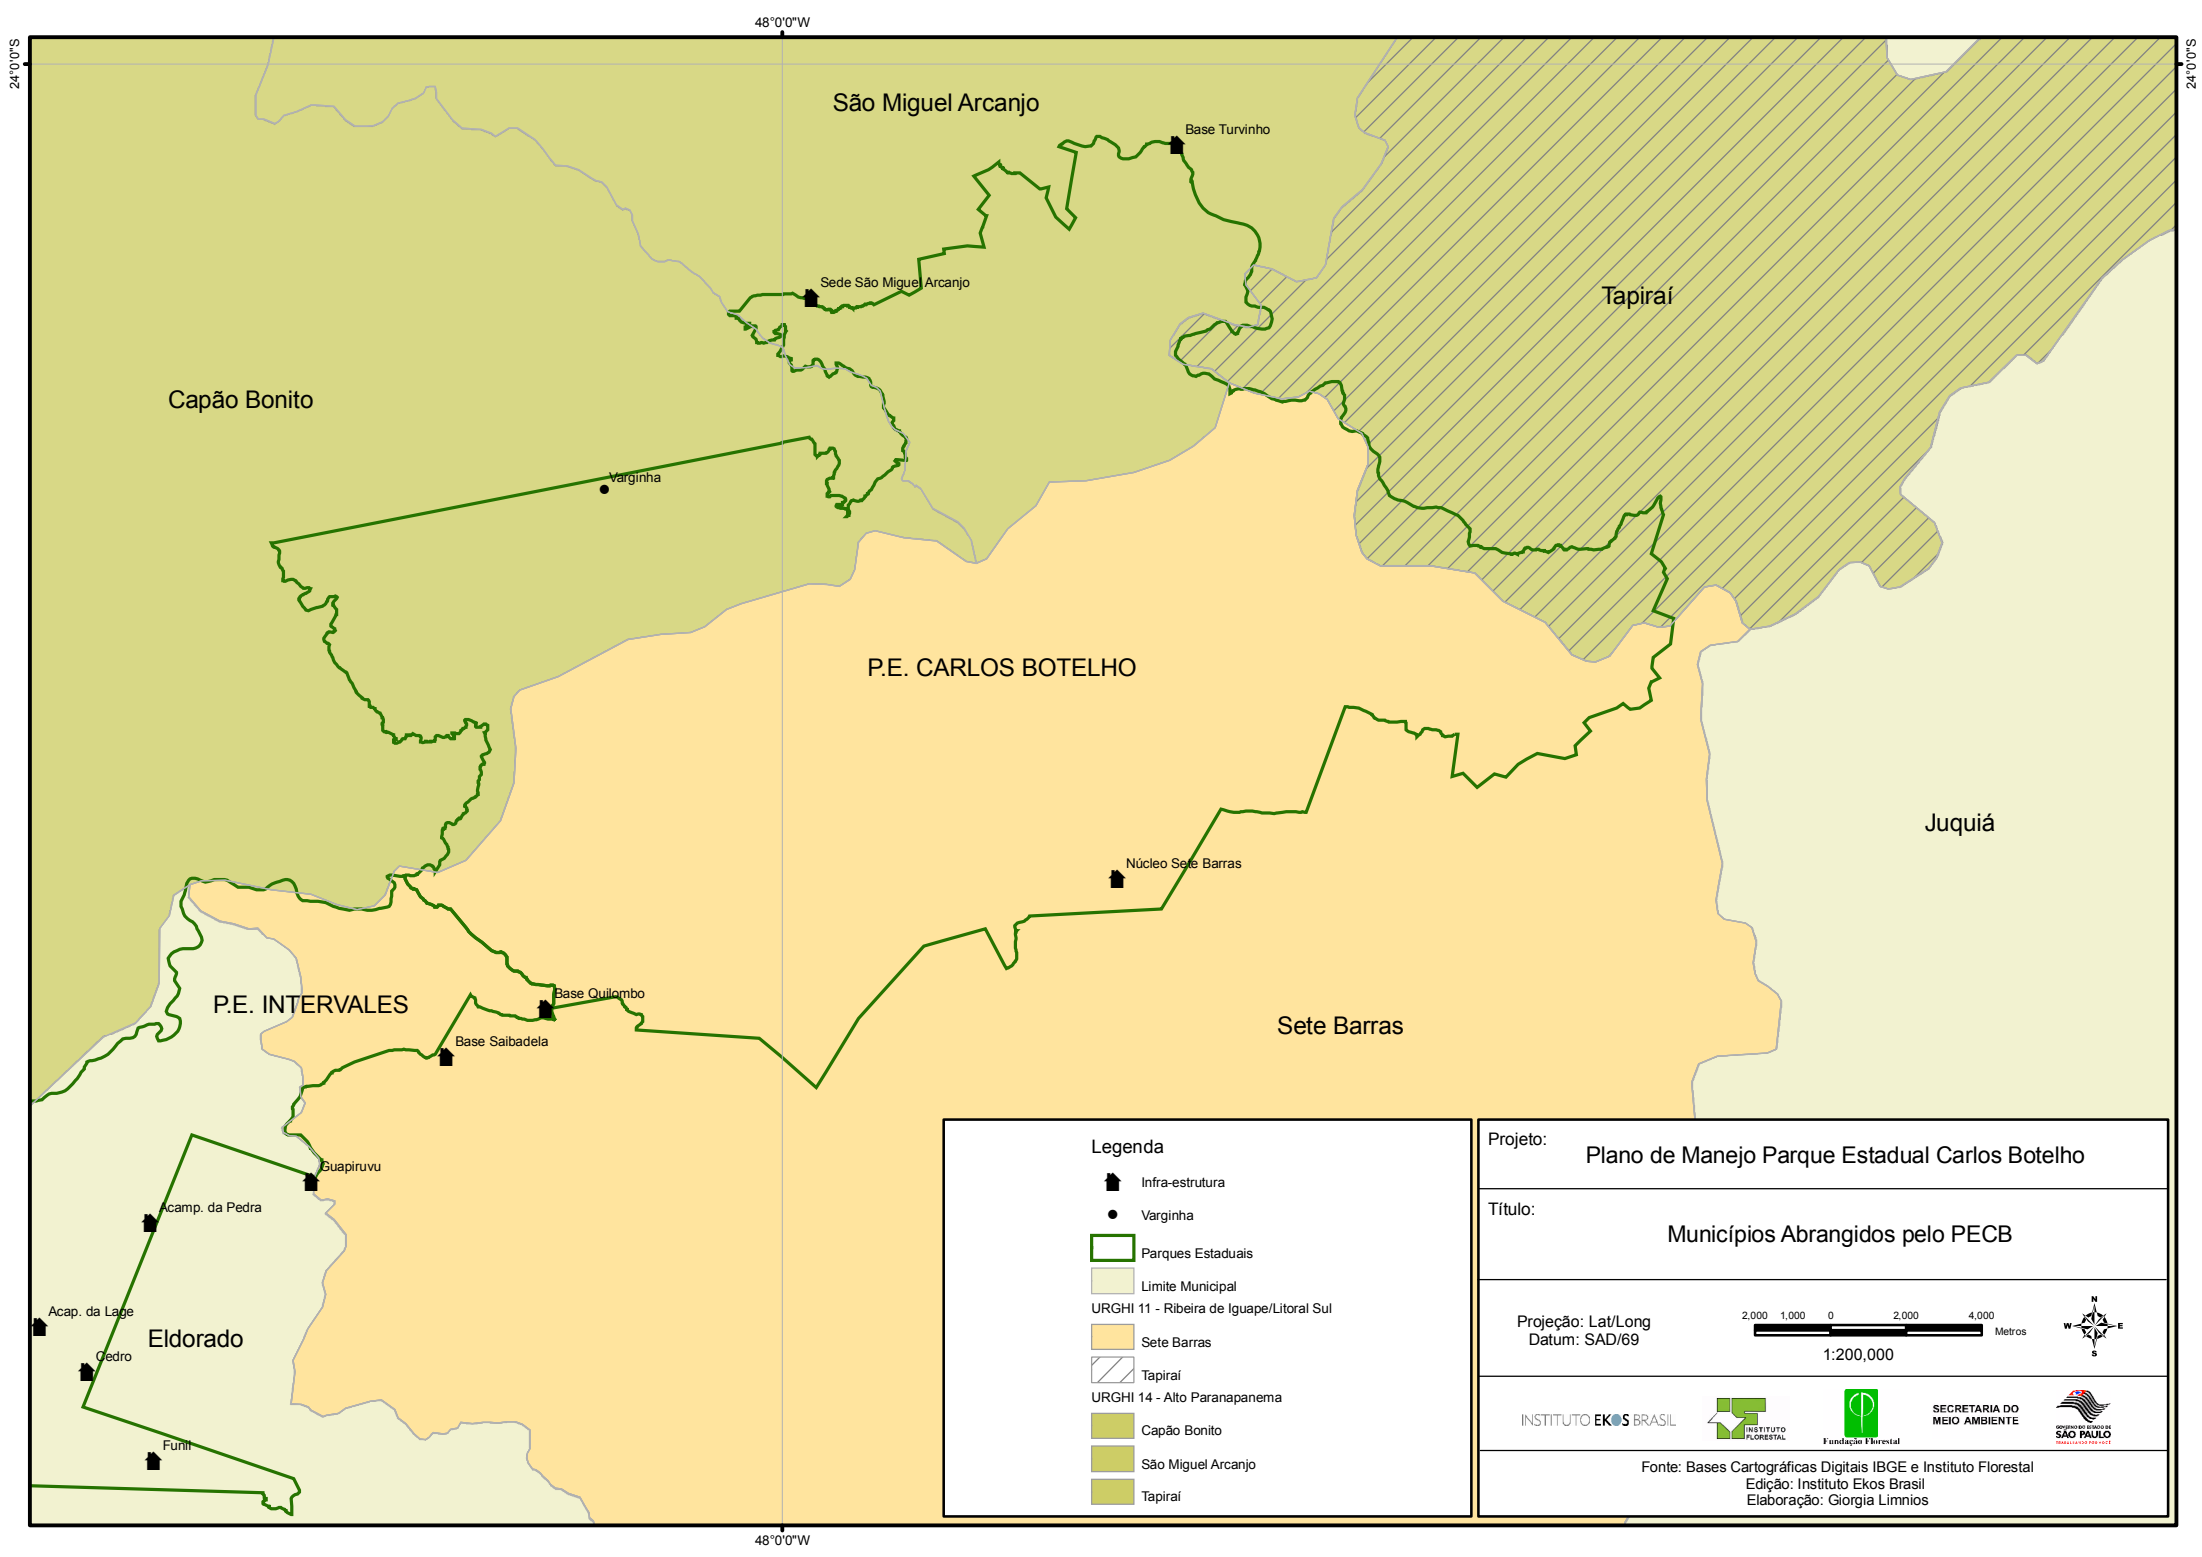 48°0'0"W
24°0'0"S
24°0'0"S
São Miguel Arcanjo
Base Turvinho
Sede São Miguel Arcanjo
Tapiraí
Capão Bonito
Varginha
P.E. CARLOS BOTELHO
Juquiá
Núcleo Sete Barras
P.E. INTERVALES
Base Quilombo
Sete Barras
Base Saibadela
Guapiruvu
Acamp. da Pedra
Acap. da Lage
Eldorado
Cedro
Funil
48°0'0"W
Legenda
Infra-estrutura
Varginha
Parques Estaduais
Limite Municipal
URGHI 11 - Ribeira de Iguape/Litoral Sul
Sete Barras
Tapiraí
URGHI 14 - Alto Paranapanema
Capão Bonito
São Miguel Arcanjo
Tapiraí
Projeto:
Plano de Manejo Parque Estadual Carlos Botelho
Título:
Municípios Abrangidos pelo PECB
Projeção: Lat/Long
Datum: SAD/69
2,000 1,000 0 2,000 4,000
Metros
1:200,000
N
W E
S
INSTITUTO EKOS BRASIL
INSTITUTO
FLORESTAL
Fundação Florestal
SECRETARIA DO
MEIO AMBIENTE
GOVERNO DO ESTADO DE
SÃO PAULO
TRABALHANDO POR VOCÊ
Fonte: Bases Cartográficas Digitais IBGE e Instituto Florestal
Edição: Instituto Ekos Brasil
Elaboração: Giorgia Limnios